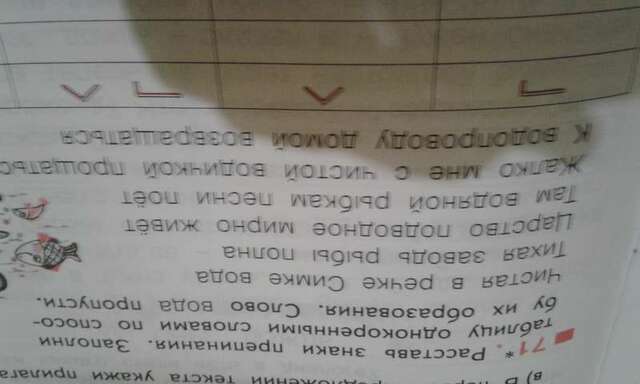 в)
текста укажи
71*. Расставь знаки препинания. Заполни
таблицу однокоренными словами по спосо-
бу их образования. Слово вода пропусти.
Чистая в речке Симке вода
Тихая заводь рыбы полна
Царство подводное мирно живёт
Там водяной рыбкам песни поёт
Жалко мне с чистой водичкой прощаться
К водопроводу домой возвращаться